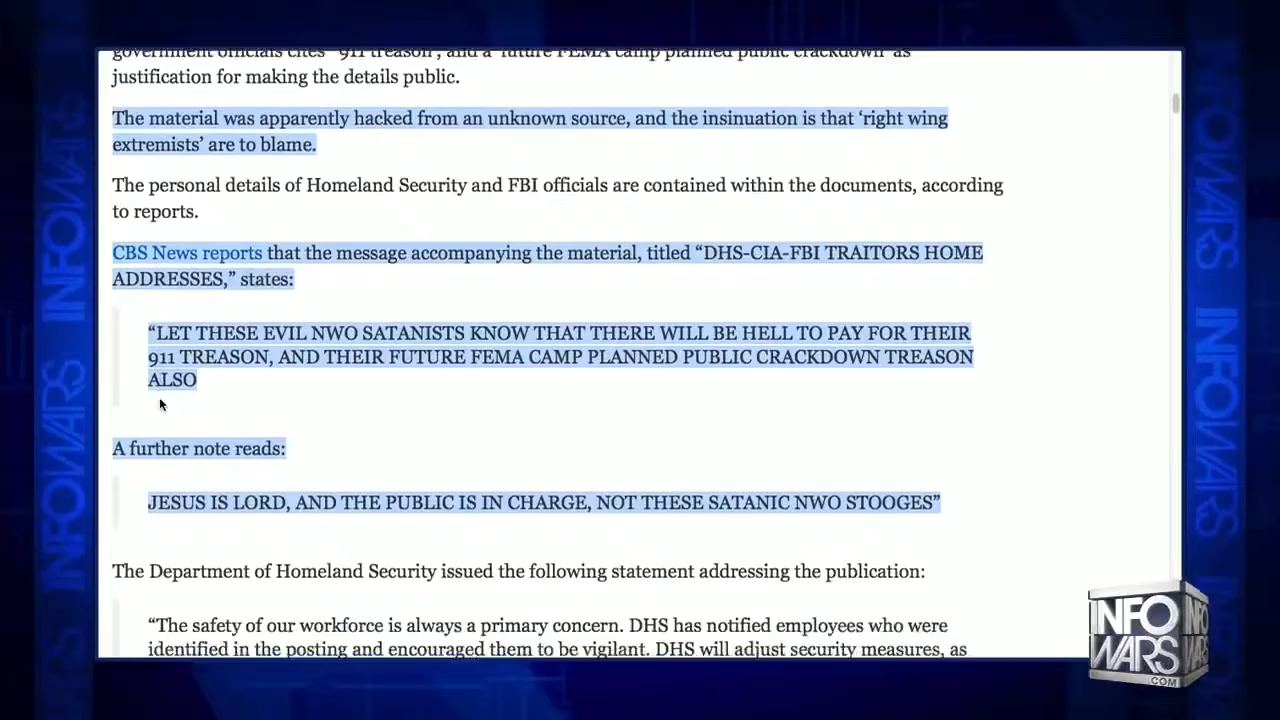 government officials cites '911 treason', and a 'future FEMA camp planned public crackdown' as
justification for making the details public.
The material was apparently hacked from an unknown source, and the insinuation is that ‘right wing
extremists’ are to blame.
The personal details of Homeland Security and FBI officials are contained within the documents, according
to reports.
CBS News reports that the message accompanying the material, titled “DHS-CIA-FBI TRAITORS HOME
ADDRESSES,” states:
“LET THESE EVIL NWO SATANISTS KNOW THAT THERE WILL BE HELL TO PAY FOR THEIR
911 TREASON, AND THEIR FUTURE FEMA CAMP PLANNED PUBLIC CRACKDOWN TREASON
ALSO
A further note reads:
JESUS IS LORD, AND THE PUBLIC IS IN CHARGE, NOT THESE SATANIC NWO STOOGES”
The Department of Homeland Security issued the following statement addressing the publication:
“The safety of our workforce is always a primary concern. DHS has notified employees who were
identified in the posting and encouraged them to be vigilant. DHS will adjust security measures, as
INFOWARS
INFOWARS
INFOWARS
INFOWARS
INFO
WARS
.COM